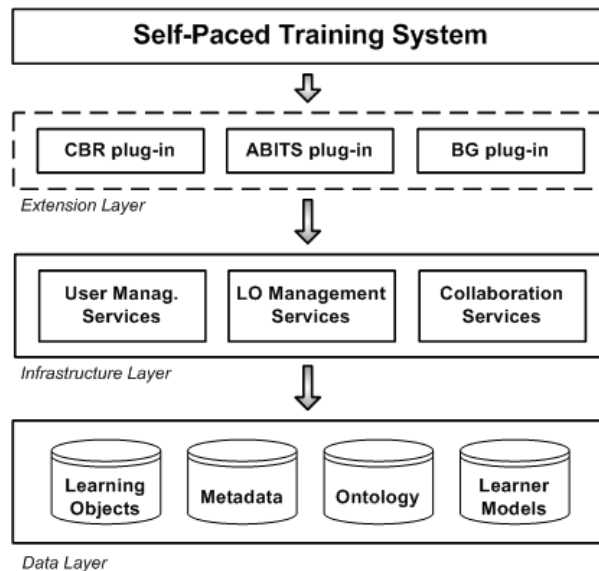 Self-Paced Training System
CBR plug-in
ABITS plug-in
BG plug-in
Extension Layer
User Manag.
Services
LO Management
Services
Collaboration
Services
Infrastructure Layer
Learning
Objects
Metadata
Ontology
Learner
Models
Data Layer